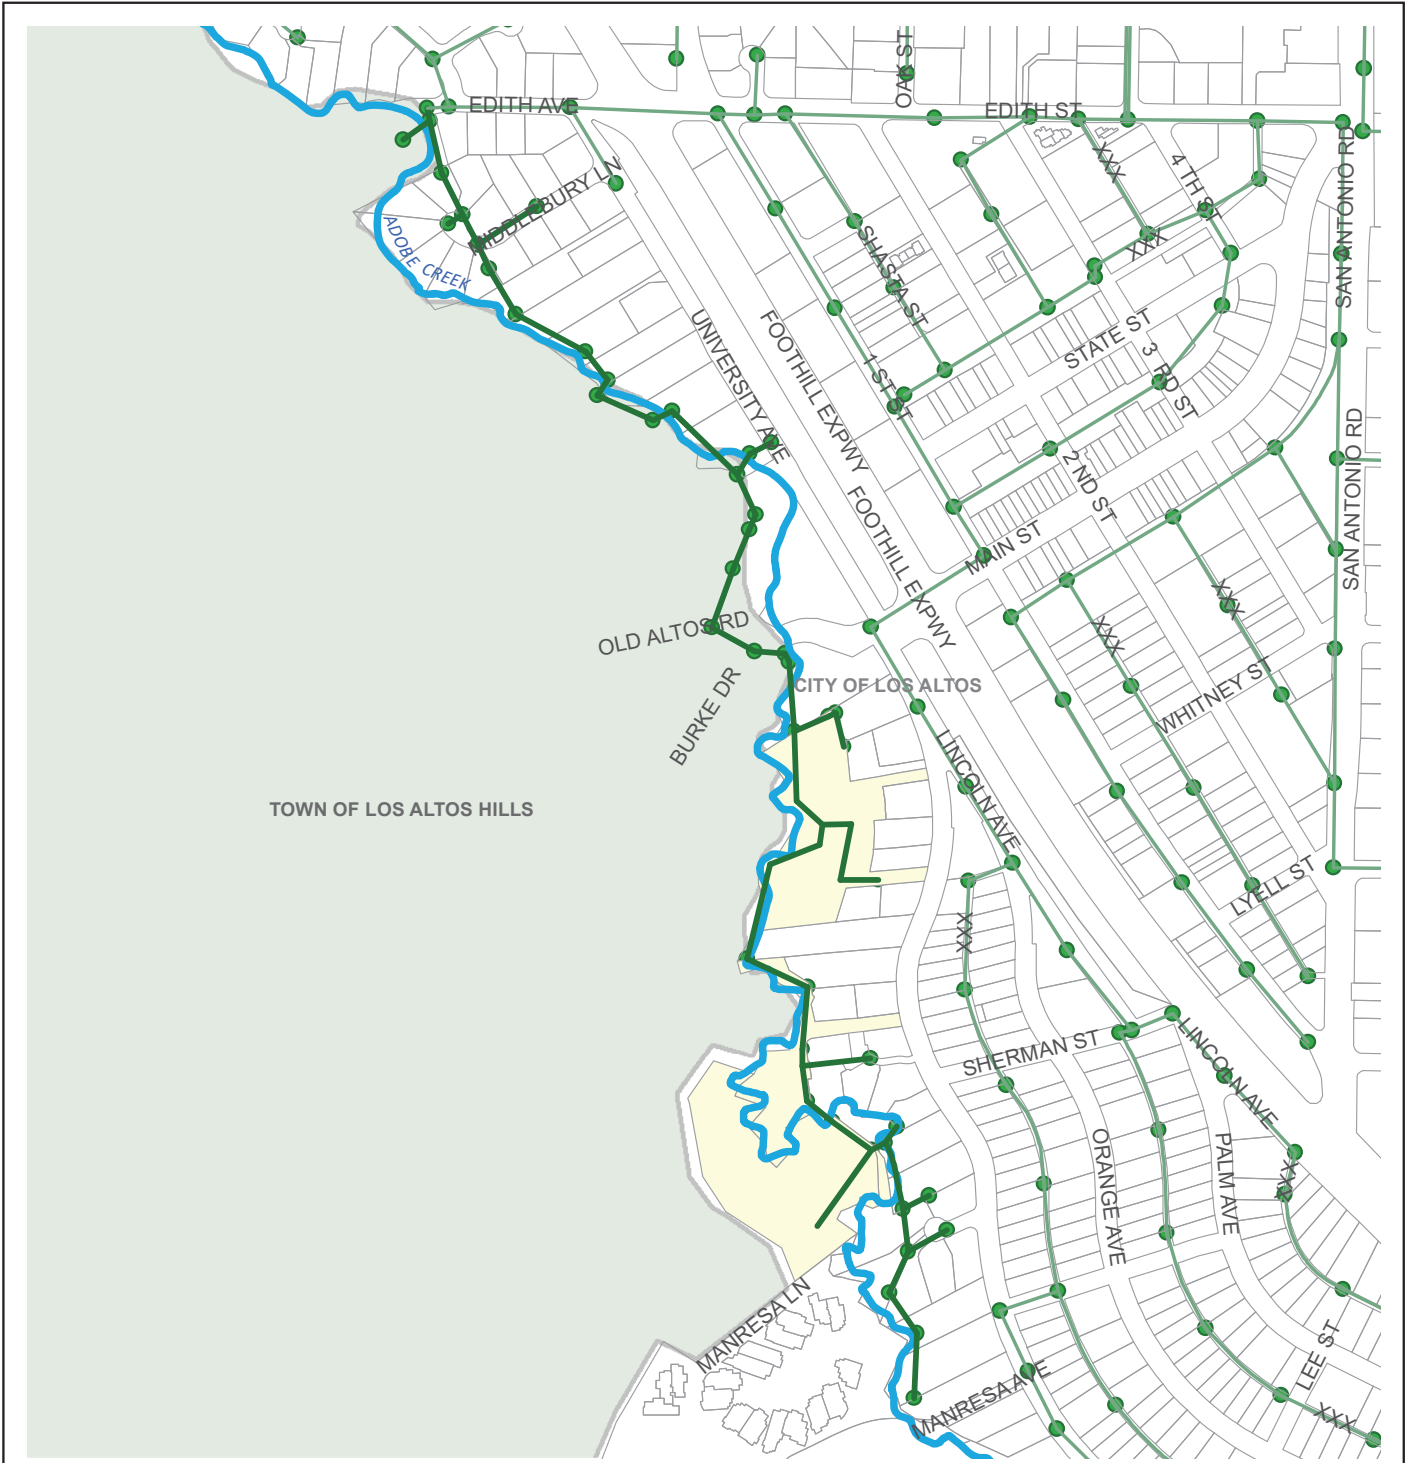 OAK ST
EDITH AVE
EDITH ST
XXX
4 TH ST
SAN ANTONIO RD
MIDDLEBURY LN
ADOBE CREEK
SHASTA ST
XXX
UNIVERSITY AVE
FOOTHILL EXPWY
STATE ST
1 ST ST
3 RD ST
SAN ANTONIO RD
2 ND ST
FOOTHILL EXPWY
MAIN ST
OLD ALTOS RD
XXX
XXX
BURKE DR
CITY OF LOS ALTOS
WHITNEY ST
LINCOLN AVE
TOWN OF LOS ALTOS HILLS
LYELL ST
XXX
SHERMAN ST
LINCOLN AVE
ORANGE AVE
PALM AVE
XXX
MANRESA LN
LEE ST
MANRESA AVE
XXX